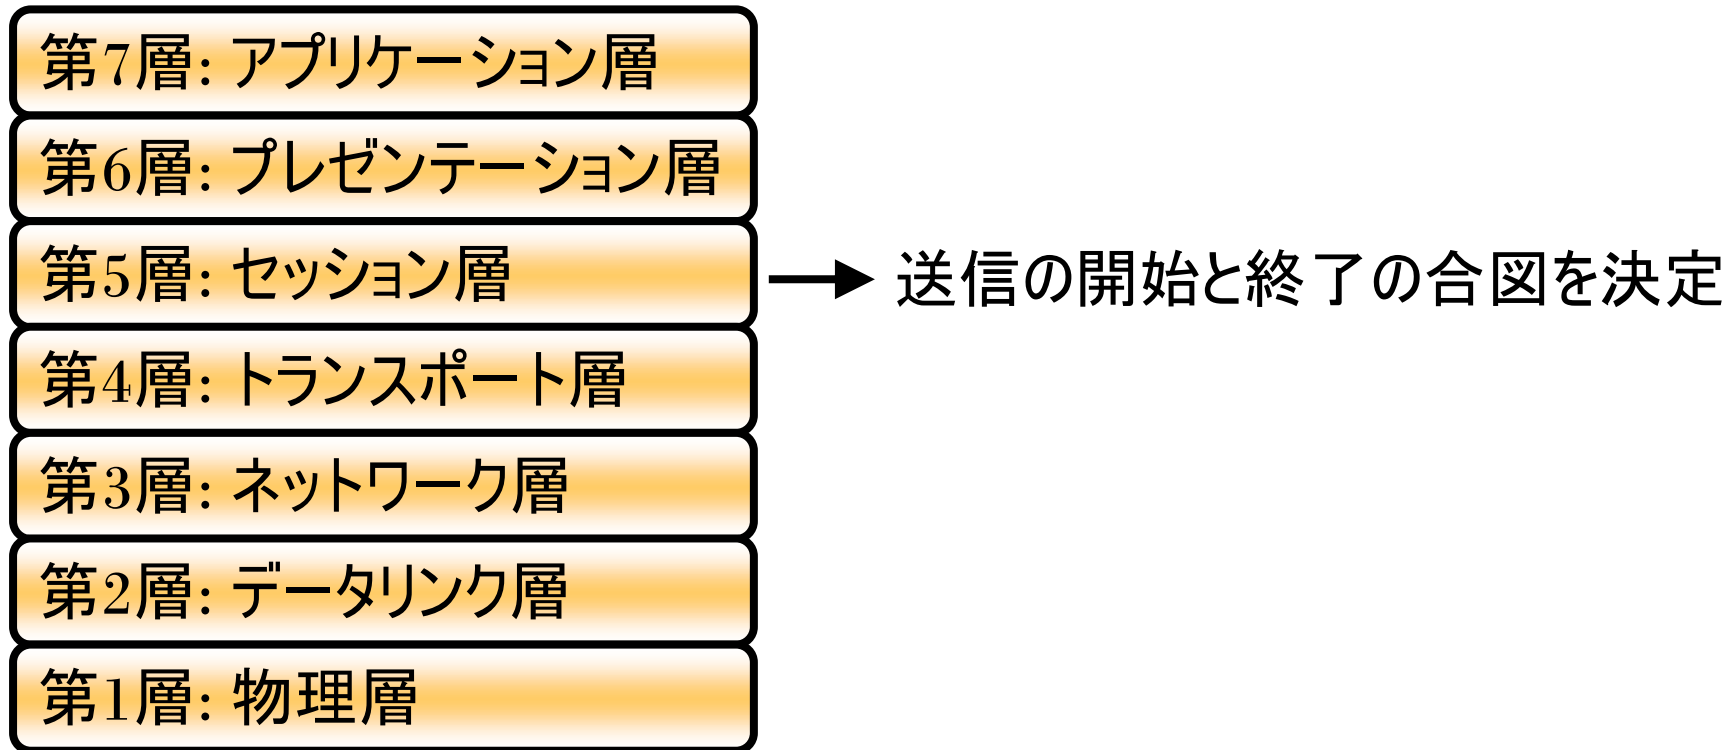 第7層: アプリケーション層
第6層: プレゼンテーション層
第5層: セッション層
送信の開始と終了の合図を決定
第4層: トランスポート層
第3層: ネットワーク層
第2層: データリンク層
第1層: 物理層